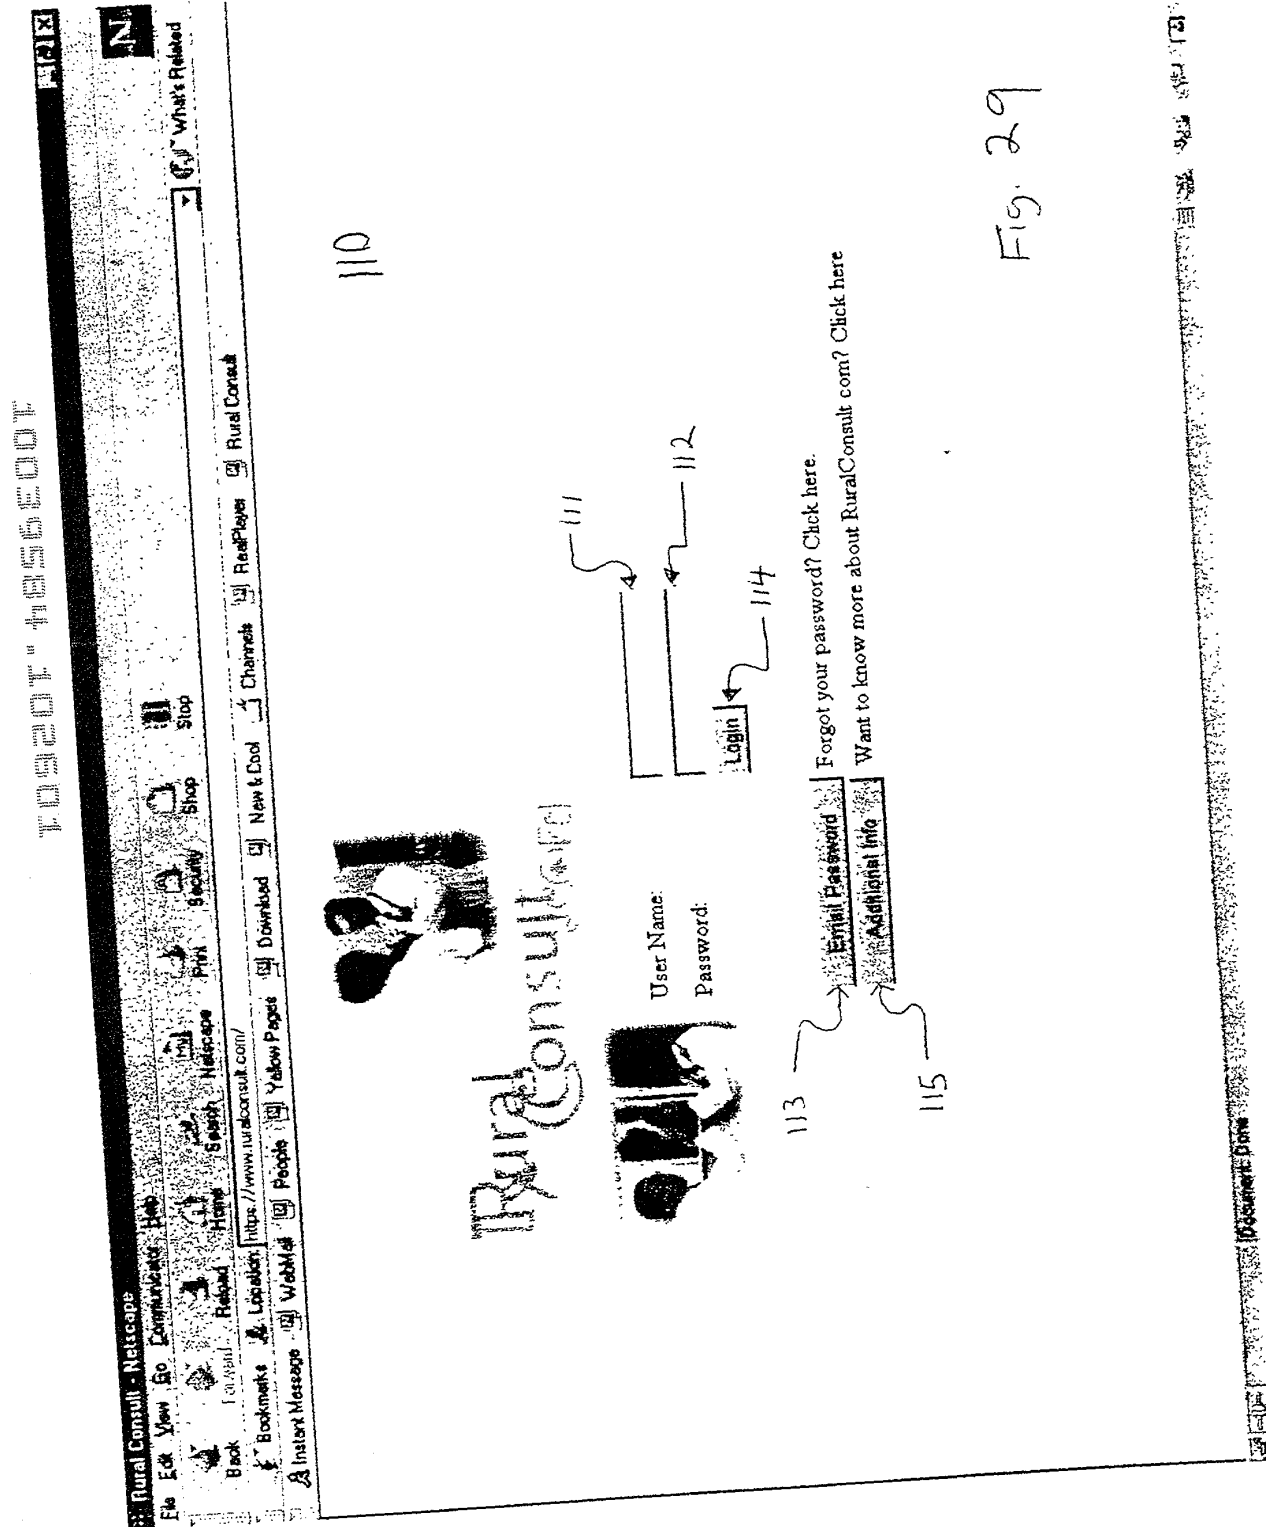 10039584.102601
Rural Consult - Netscape
File Edit View Go Communicator Help
Back Forward Reload Home Search Netscape Print Security Shop Stop
Bookmarks Location: https://www.ruralconsult.com/ What's Related
Instant Message WebMail People Yellow Pages Download New & Cool Channels RealPlayer Rural Consult
110
Rural
Consult.com
111
User Name:
112
Password:
Login
114
113
Email Password Forgot your password? Click here.
Additional Info Want to know more about RuralConsult com? Click here
115
Fig. 29
Document: Done